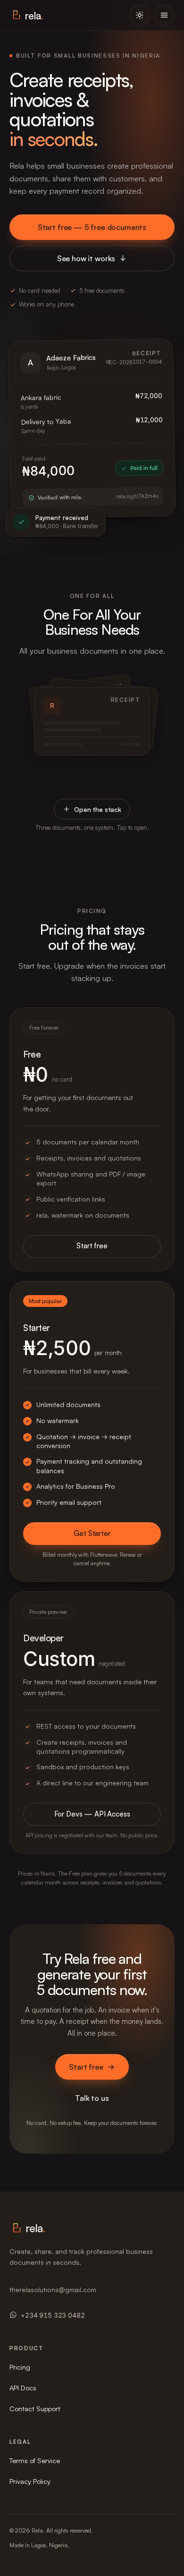 rela.
BUILT FOR SMALL BUSINESSES IN NIGERIA
Create receipts,
invoices &
quotations
in seconds.
Rela helps small businesses create professional
documents, share them with customers, and
keep every payment record organized.
Start free — 5 free documents
See how it works ↓
No card needed
5 free documents
Works on any phone
A
Adaeze Fabrics
Ikeja, Lagos
RECEIPT
REC-20261017-0004
Ankara fabric
6 yards
₦72,000
Delivery to Yaba
Same day
₦12,000
Total paid
₦84,000
Paid in full
Verified with rela.
Payment received
₦84,000 · Bank transfer
ONE FOR ALL
One For All Your
Business Needs
All your business documents in one place.
R
RECEIPT
+ Open the stack
Three documents, one system. Tap to open.
PRICING
Pricing that stays
out of the way.
Start free. Upgrade when the invoices start
stacking up.
Free forever
Free
₦0 no card
For getting your first documents out
the door.
5 documents per calendar month
Receipts, invoices and quotations
WhatsApp sharing and PDF / image
export
Public verification links
rela. watermark on documents
Start free
Most popular
Starter
₦2,500 per month
For businesses that bill every week.
Unlimited documents
No watermark
Quotation → invoice → receipt
conversion
Payment tracking and outstanding
balances
Analytics for Business Pro
Priority email support
Get Starter
Billed monthly with Flutterwave. Renew or
cancel anytime.
Private preview
Developer
Custom negotiated
For teams that need documents inside their
own systems.
REST access to your documents
Create receipts, invoices and
quotations programmatically
Sandbox and production keys
A direct line to our engineering team
For Devs — API Access
API pricing is negotiated with our team. No public price.
Prices in Naira. The Free plan gives you 5 documents every
calendar month across receipts, invoices and quotations.
Try Rela free and
generate your first
5 documents now.
A quotation for the job. An invoice when it's
time to pay. A receipt when the money lands.
All in one place.
Start free →
Talk to us
No card. No setup fee. Keep your documents forever.
rela.
Create, share, and track professional business
documents in seconds.
therelasolutions@gmail.com
+234 915 323 0482
PRODUCT
Pricing
API Docs
Contact Support
LEGAL
Terms of Service
Privacy Policy
© 2026 Rela. All rights reserved.
Made in Lagos, Nigeria.